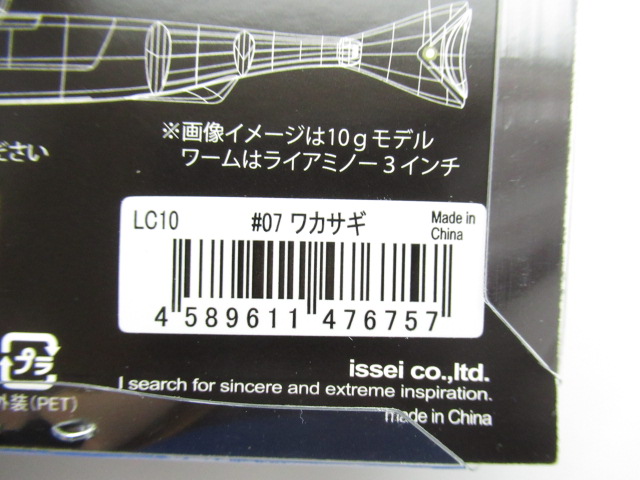 ※画像イメージは10gモデル
ワームはライアミノー3インチ
ださい
LC10 #07 ワカサギ Made in
China
4 589611 476757
プラ
issei co.,ltd.
I search for sincere and extreme inspiration.
外装(PET)
made in China